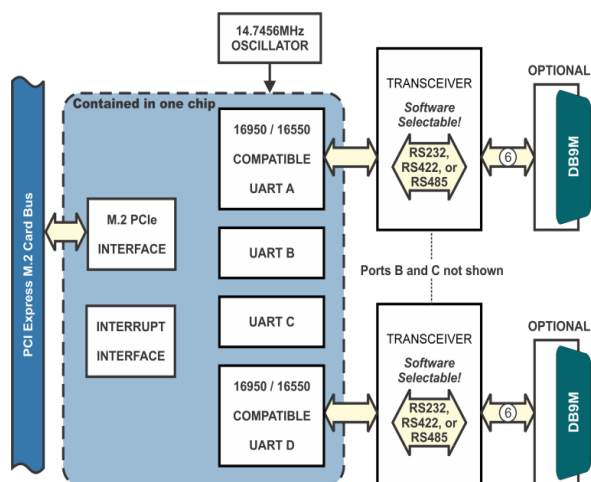 14.7456MHz
OSCILLATOR
PCI Express M.2 Card Bus
Contained in one chip
16950 / 16550
COMPATIBLE
UART A
M.2 PCIe
INTERFACE
UART B
UART C
INTERRUPT
INTERFACE
16950 / 16550
COMPATIBLE
UART D
TRANSCEIVER
Software
Selectable!
RS232,
RS422, or
RS485
6
OPTIONAL
DB9M
Ports B and C not shown
TRANSCEIVER
Software
Selectable!
RS232,
RS422, or
RS485
6
OPTIONAL
DB9M